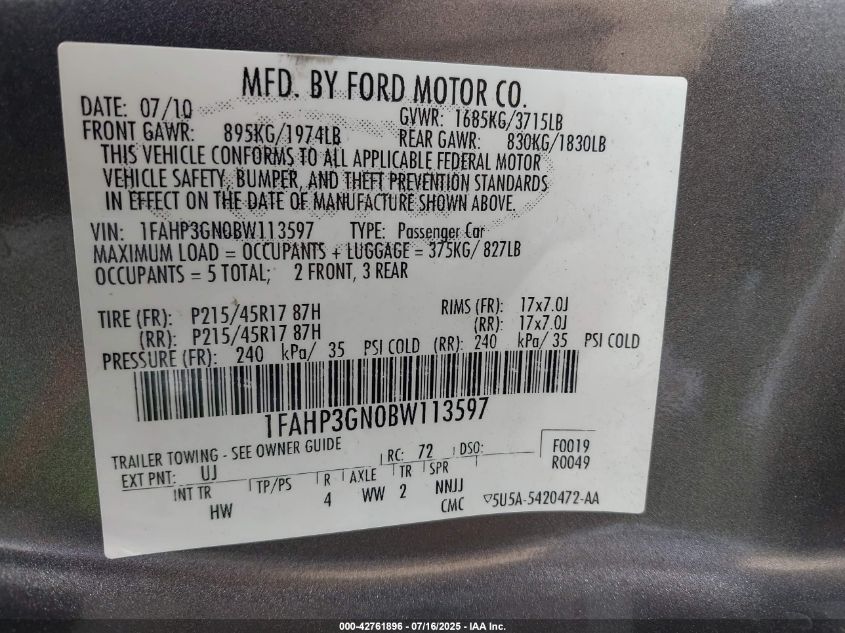 MFD. BY FORD MOTOR CO.
DATE: 07/10 GVWR: 1685KG/3715LB
FRONT GAWR: 895KG/1974LB REAR GAWR: 830KG/1830LB
THIS VEHICLE CONFORMS TO ALL APPLICABLE FEDERAL MOTOR
VEHICLE SAFETY, BUMPER, AND THEFT PREVENTION STANDARDS
IN EFFECT ON THE DATE OF MANUFACTURE SHOWN ABOVE.
VIN: 1FAHP3GN0BW113597 TYPE: Passenger Car
MAXIMUM LOAD = OCCUPANTS + LUGGAGE = 375KG/ 827LB
OCCUPANTS = 5 TOTAL; 2 FRONT, 3 REAR
TIRE (FR): P215/45R17 87H RIMS (FR): 17x7.0J
(RR): P215/45R17 87H (RR): 17x7.0J
PRESSURE (FR): 240 kPa/ 35 PSI COLD (RR): 240 kPa/ 35 PSI COLD
1FAHP3GN0BW113597
TRAILER TOWING - SEE OWNER GUIDE
EXT PNT: UJ RC: 72 DSO: F0019
R0049
INT TR TP/PS R AXLE TR SPR
HW 4 WW 2 NNJJ
CMC ▽5U5A-5420472-AA
000-42761896 - 07/16/2025 - IAA Inc.